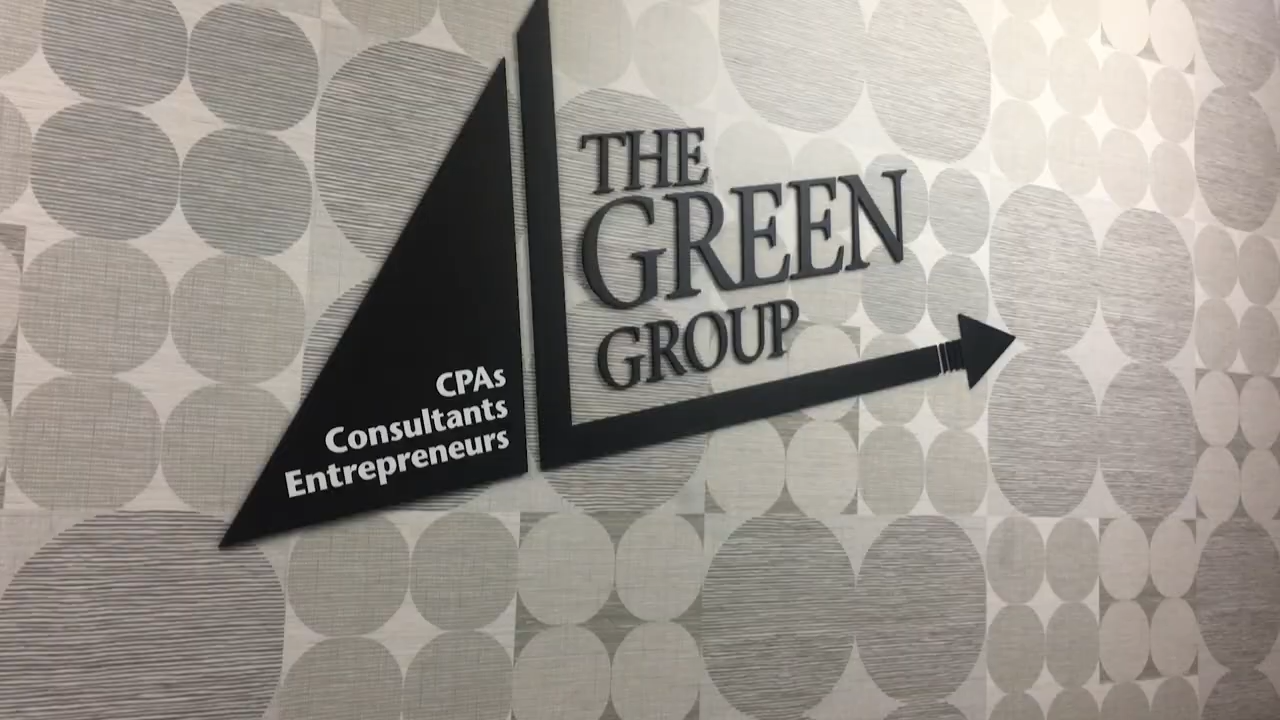 THE
GREEN
GROUP
CPAs
Consultants
Entrepreneurs